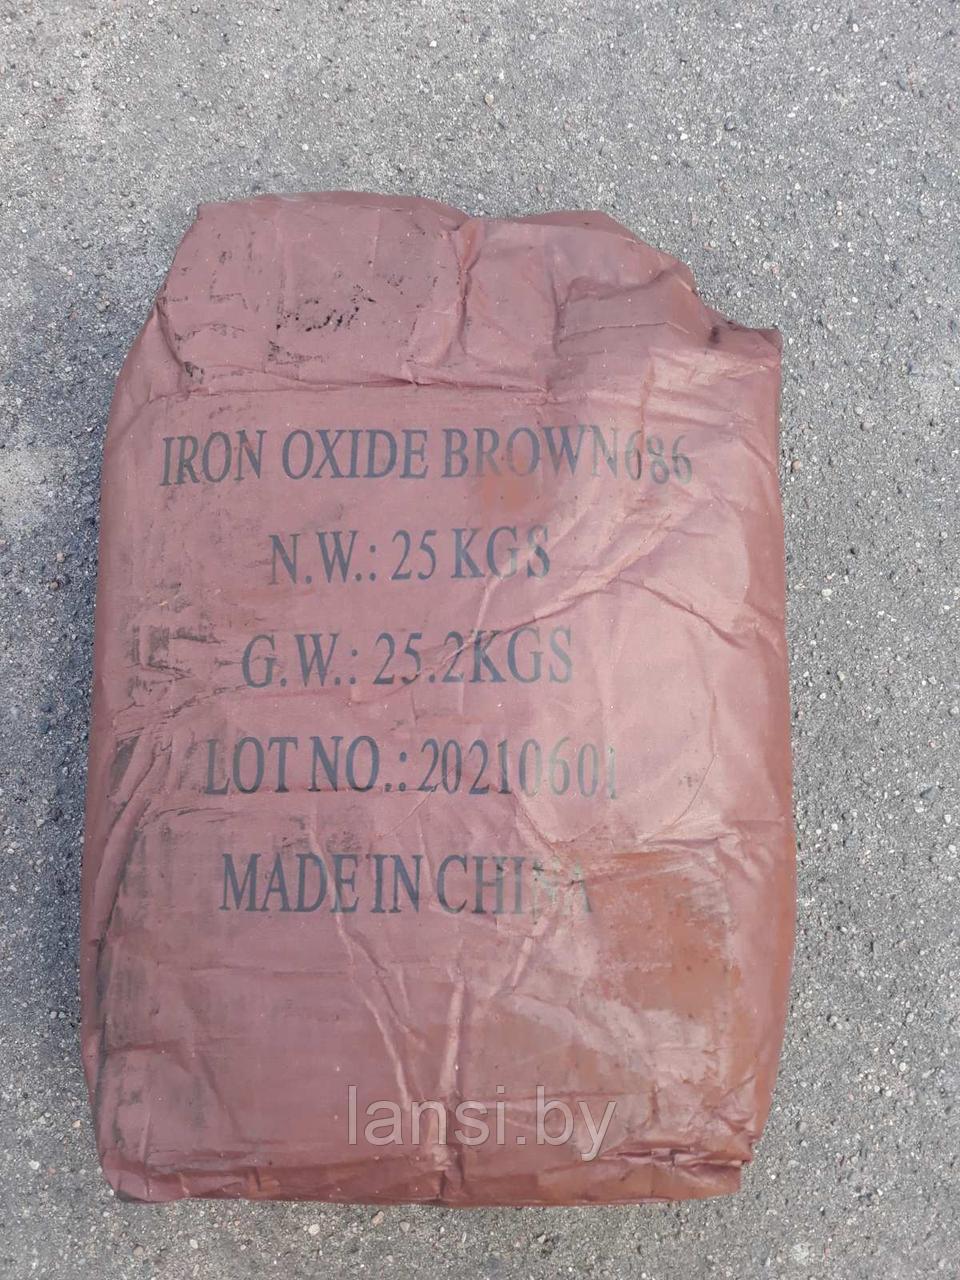 IRON OXIDE BROWN686
N.W.: 25 KGS
G.W.: 25.2KGS
LOT NO.: 20210601
MADE IN CHINA
lansi.by